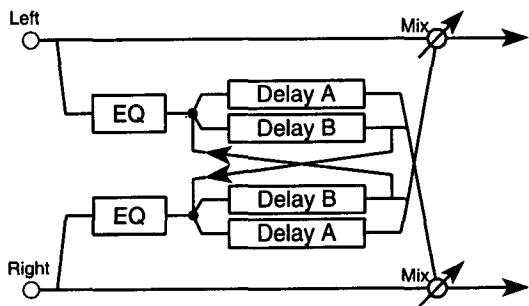 Left
Mix
Delay A
EQ
Delay B
Delay B
EQ
Delay A
Right
Mix